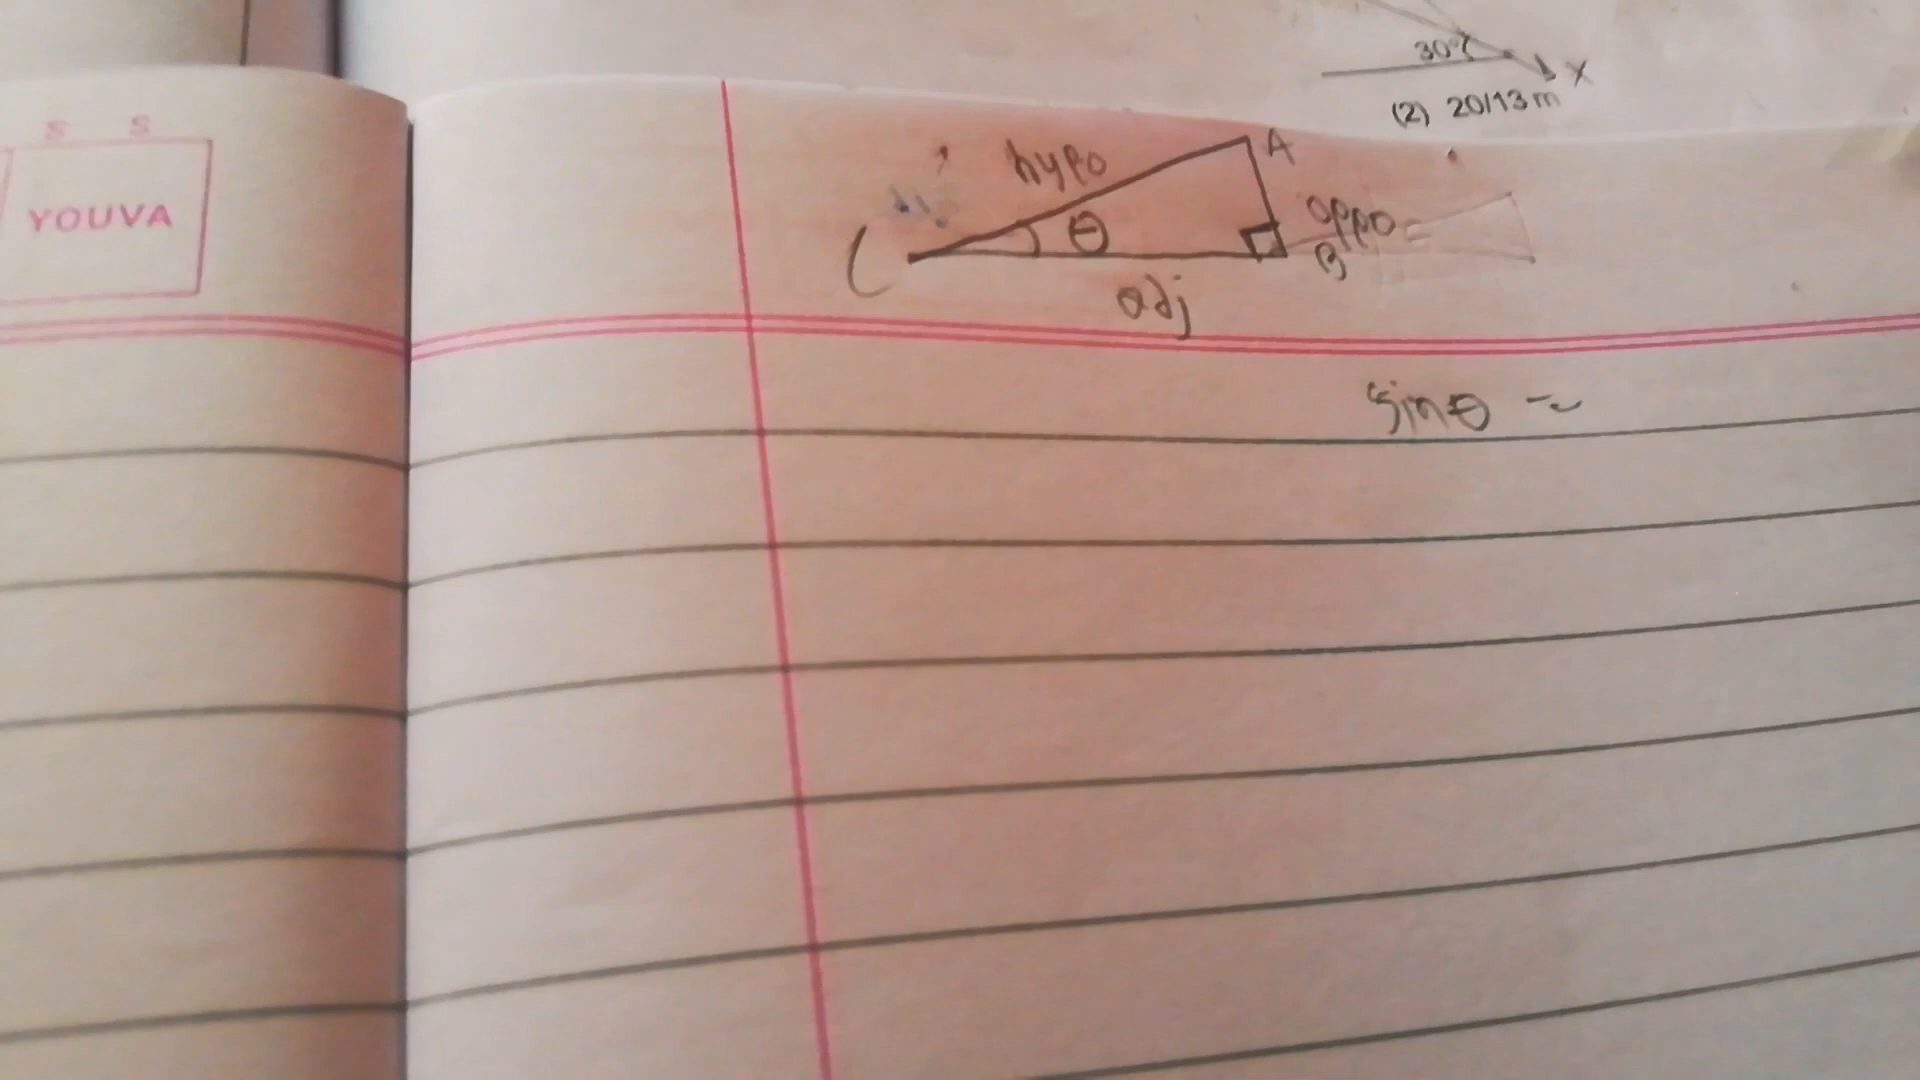 30°
X
(2) 20/13 m
S S
YOUVA
hypo
A
θ
oppo
C
B
adj
sinθ =